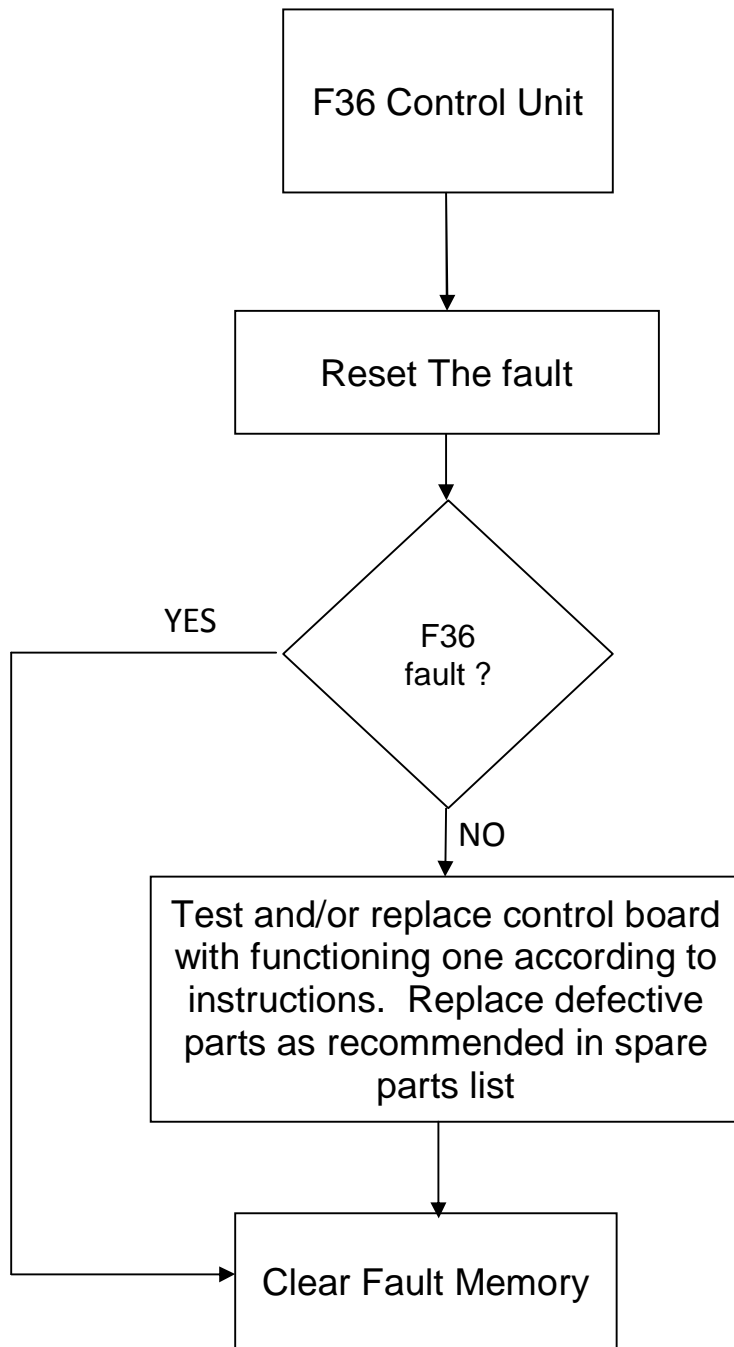 F36 Control Unit
Reset The fault
YES
F36
fault ?
NO
Test and/or replace control board
with functioning one according to
instructions.  Replace defective
parts as recommended in spare
parts list
Clear Fault Memory